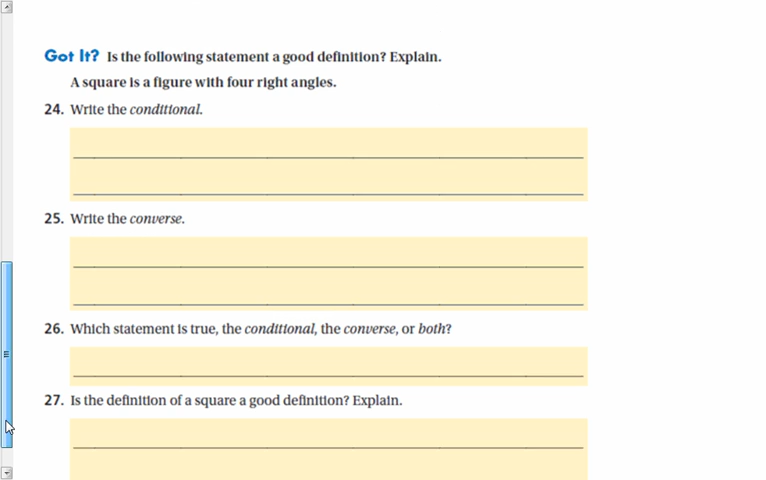 Got It? Is the following statement a good definition? Explain.
A square is a figure with four right angles.
24. Write the conditional.
25. Write the converse.
26. Which statement is true, the conditional, the converse, or both?
27. Is the definition of a square a good definition? Explain.